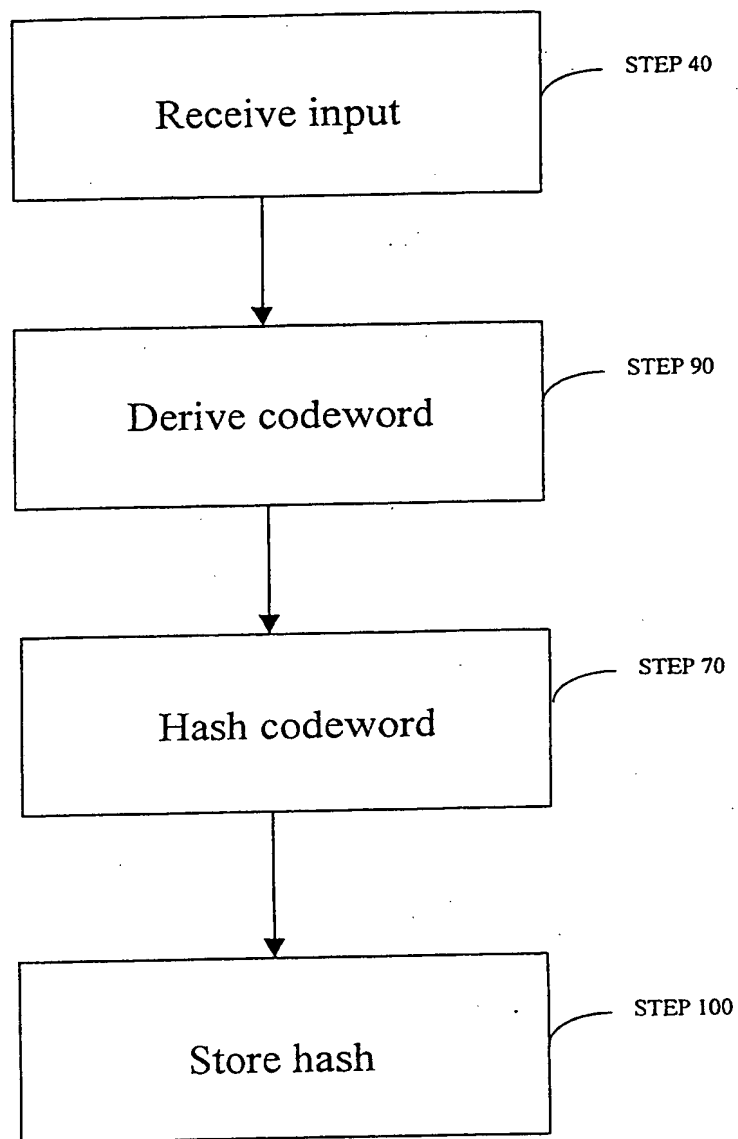 STEP 40
Receive input
STEP 90
Derive codeword
STEP 70
Hash codeword
STEP 100
Store hash